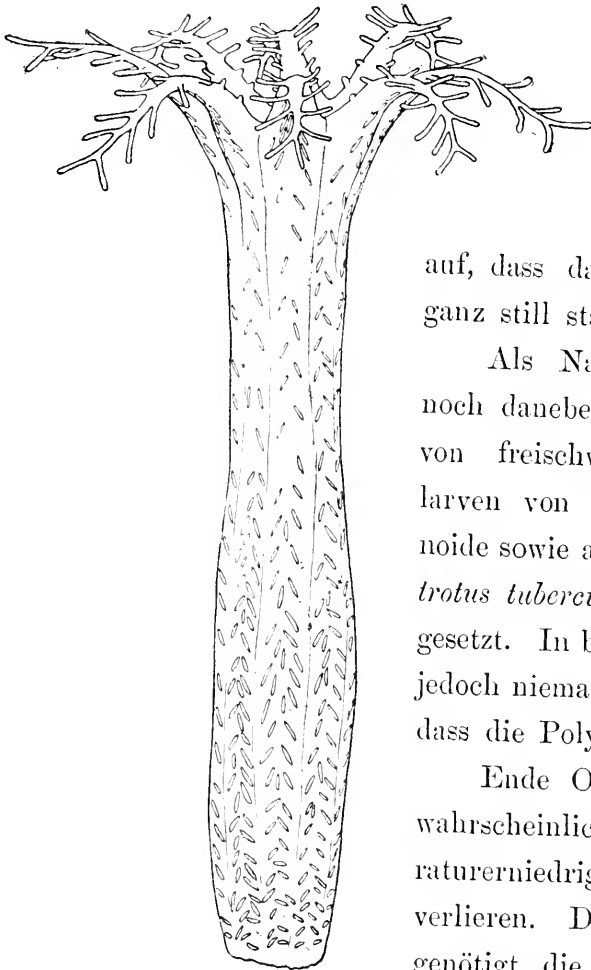 auf, dass da
ganz still sta
Als Na
noch danebe
von freischw
larven von
noide sowie a
trotus tubercu
gesetzt. In b
jedoch niema
dass die Poly
Ende O
wahrscheinlic
raturerniedrig
verlieren. D
genötigt die